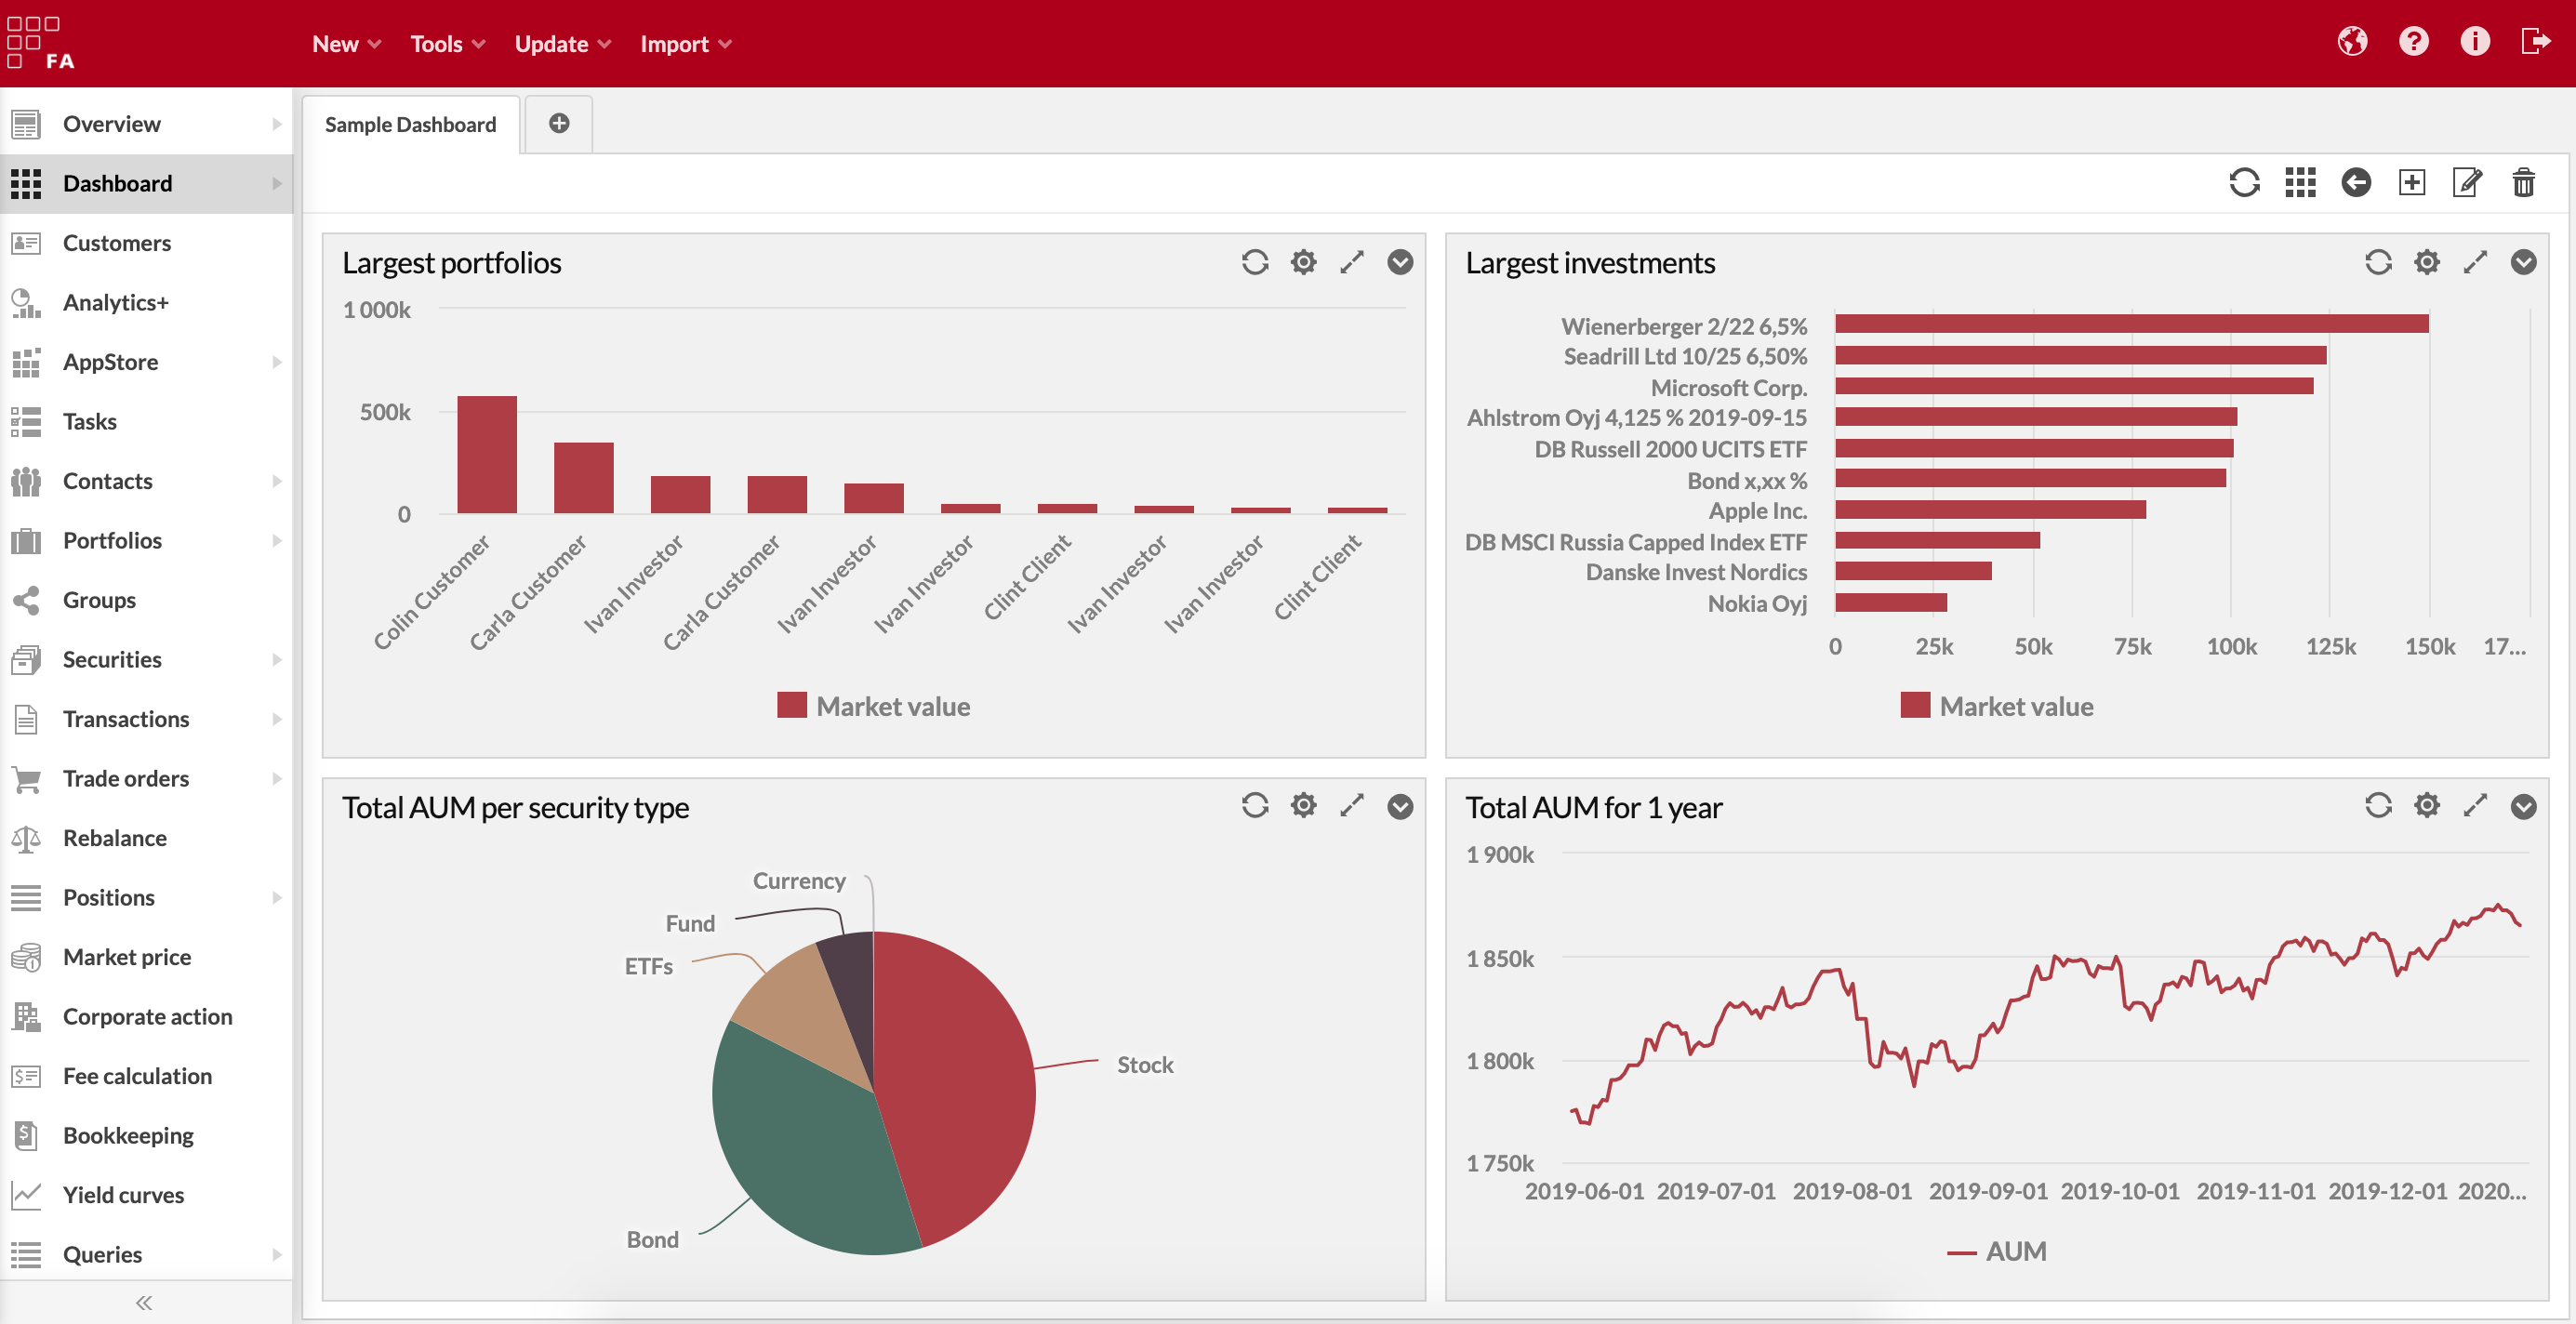 FA
New
Tools
Update
Import
Overview
Dashboard
Customers
Analytics+
AppStore
Tasks
Contacts
Portfolios
Groups
Securities
Transactions
Trade orders
Rebalance
Positions
Market price
Corporate action
Fee calculation
Bookkeeping
Yield curves
Queries
Sample Dashboard
Largest portfolios
1 000k
500k
0
Colin Customer
Carla Customer
Ivan Investor
Carla Customer
Ivan Investor
Ivan Investor
Clint Client
Ivan Investor
Ivan Investor
Clint Client
Market value
Largest investments
Wienerberger 2/22 6,5%
Seadrill Ltd 10/25 6,50%
Microsoft Corp.
Ahlstrom Oyj 4,125 % 2019-09-15
DB Russell 2000 UCITS ETF
Bond x,xx %
Apple Inc.
DB MSCI Russia Capped Index ETF
Danske Invest Nordics
Nokia Oyj
0 25k 50k 75k 100k 125k 150k 17...
Market value
Total AUM per security type
Currency
Fund
ETFs
Stock
Bond
Total AUM for 1 year
1 900k
1 850k
1 800k
1 750k
2019-06-01 2019-07-01 2019-08-01 2019-09-01 2019-10-01 2019-11-01 2019-12-01 2020...
AUM